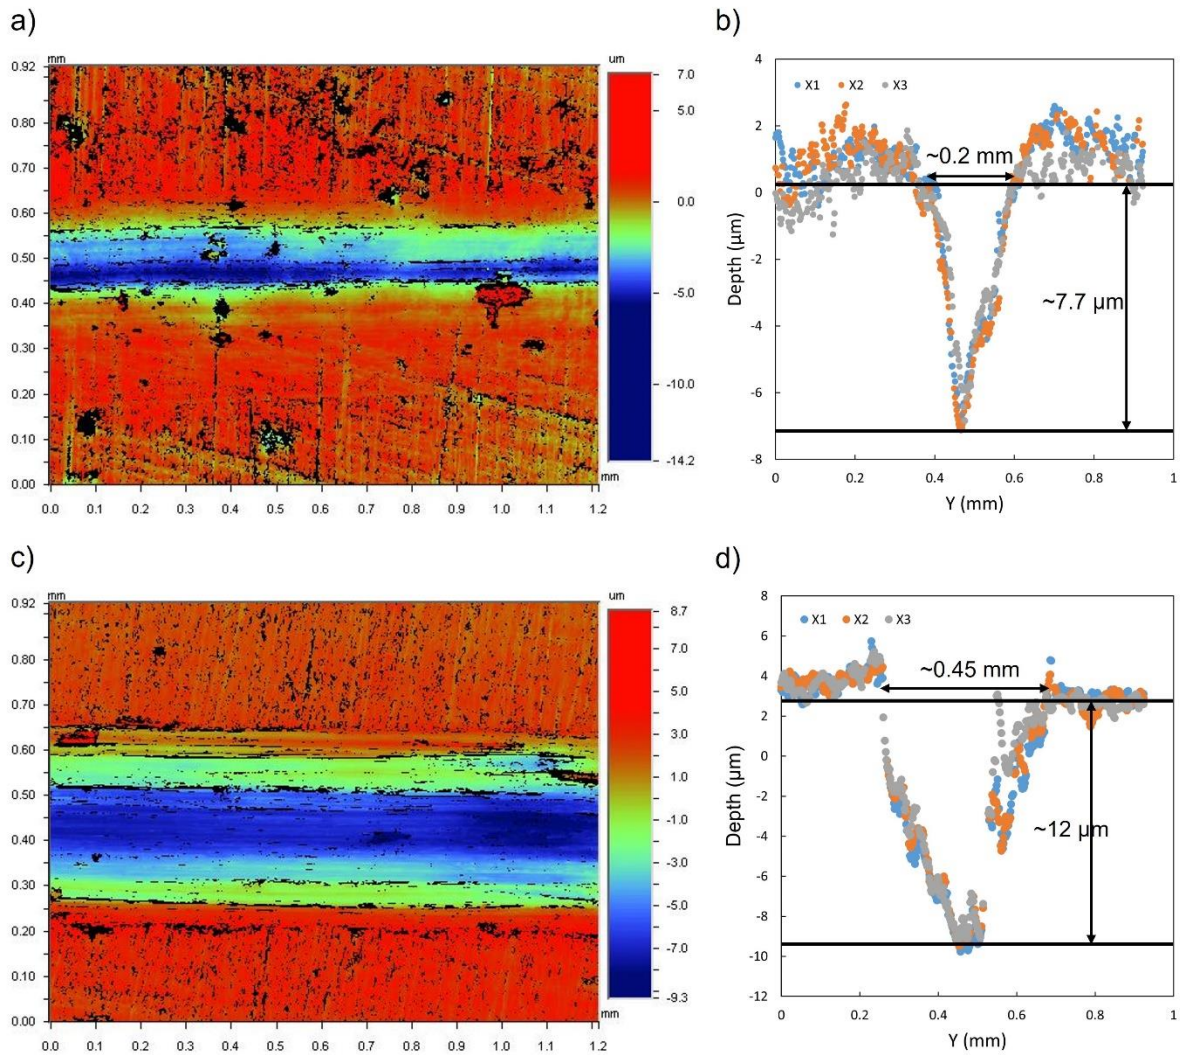 a)
mm
0.92
0.80
0.70
0.60
0.50
0.40
0.30
0.20
0.10
0.00
0.0 0.1 0.2 0.3 0.4 0.5 0.6 0.7 0.8 0.9 1.0 1.1 1.2
mm
um
7.0
5.0
0.0
-5.0
-10.0
-14.2
b)
X1 X2 X3
~0.2 mm
~7.7 µm
Depth (µm)
4
2
0
-2
-4
-6
-8
0 0.2 0.4 0.6 0.8 1
Y (mm)
c)
mm
0.92
0.80
0.70
0.60
0.50
0.40
0.30
0.20
0.10
0.00
0.0 0.1 0.2 0.3 0.4 0.5 0.6 0.7 0.8 0.9 1.0 1.1 1.2
mm
um
8.7
7.0
5.0
3.0
1.0
-1.0
-3.0
-5.0
-7.0
-9.3
d)
X1 X2 X3
~0.45 mm
~12 µm
Depth (µm)
8
6
4
2
0
-2
-4
-6
-8
-10
-12
0 0.2 0.4 0.6 0.8 1
Y (mm)